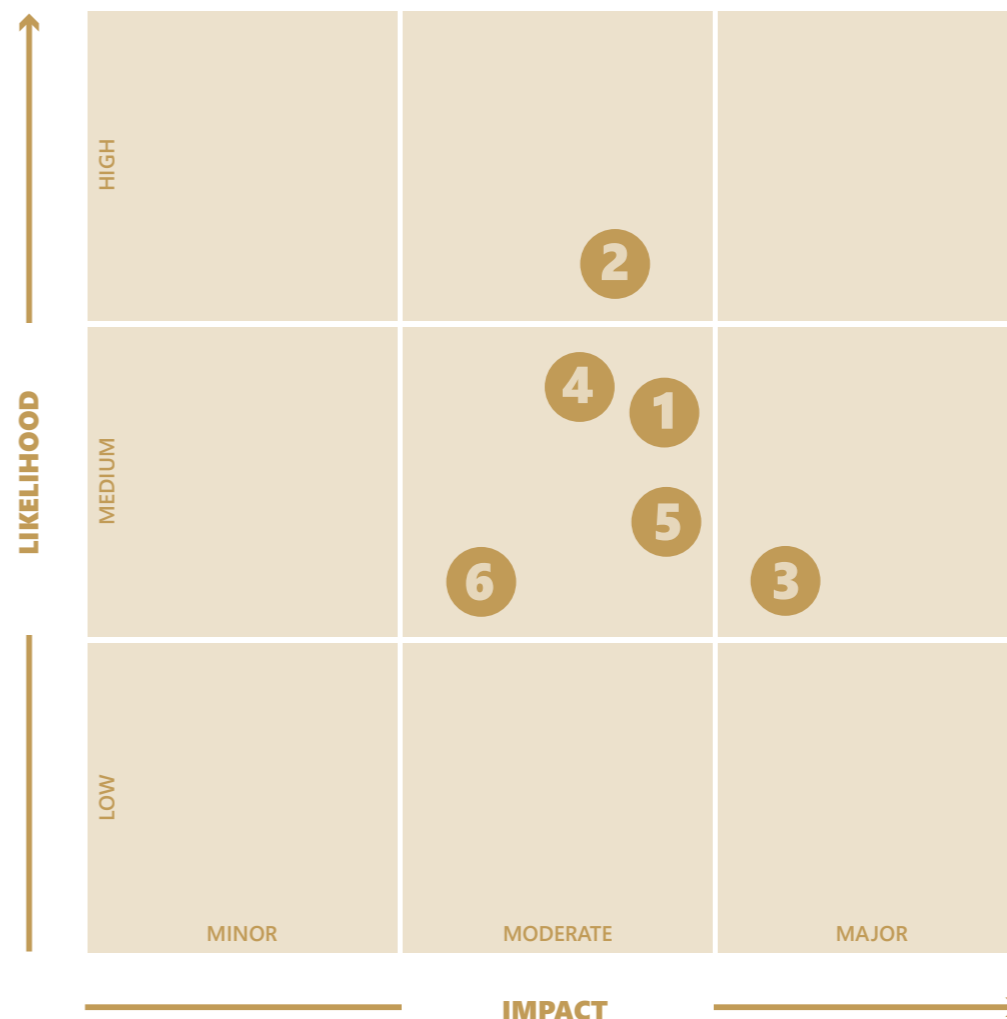 LIKELIHOOD
HIGH
2
MEDIUM
4
1
5
6
3
LOW
MINOR
MODERATE
MAJOR
IMPACT